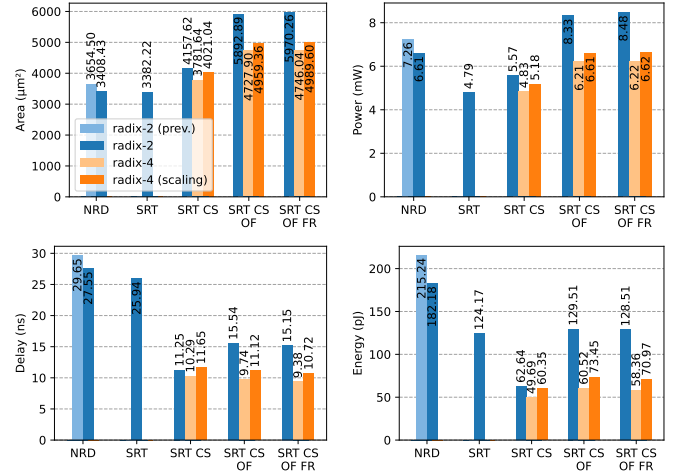 Area (μm²)
6000
5000
4000
3000
2000
1000
0
3654.50
3408.43
3382.22
4157.62
3781.64
4021.04
5892.89
4727.90
4959.36
5970.26
4746.04
4989.60
radix-2 (prev.)
radix-2
radix-4
radix-4 (scaling)
NRD
SRT
SRT CS
SRT CS
OF
SRT CS
OF FR
Power (mW)
8
6
4
2
0
7.26
6.61
4.79
5.57
4.83
5.18
8.33
6.21
6.61
8.48
6.22
6.62
NRD
SRT
SRT CS
SRT CS
OF
SRT CS
OF FR
Delay (ns)
30
25
20
15
10
5
0
29.65
27.55
25.94
11.25
10.29
11.65
15.54
9.74
11.12
15.15
9.38
10.72
NRD
SRT
SRT CS
SRT CS
OF
SRT CS
OF FR
Energy (pJ)
200
150
100
50
0
215.24
182.18
124.17
62.64
49.69
60.35
129.51
60.52
73.45
128.51
58.36
70.97
NRD
SRT
SRT CS
SRT CS
OF
SRT CS
OF FR